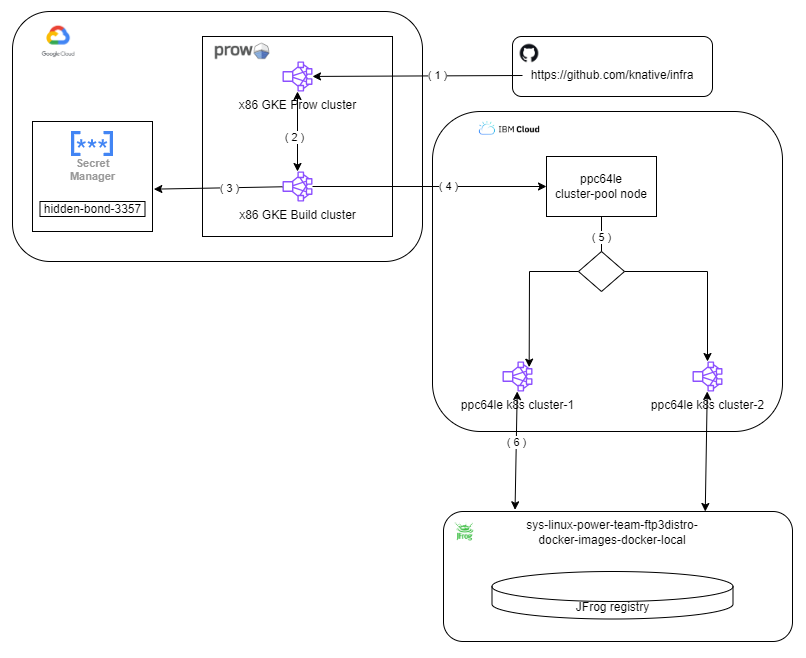 Google Cloud
prow
( 1 )
https://github.com/knative/infra
x86 GKE Prow cluster
IBM Cloud
( 2 )
[***]
Secret
Manager
ppc64le
cluster-pool node
( 3 )
( 4 )
hidden-bond-3357
x86 GKE Build cluster
( 5 )
ppc64le k8s cluster-1
ppc64le k8s cluster-2
( 6 )
JFrog
sys-linux-power-team-ftp3distro-
docker-images-docker-local
JFrog registry